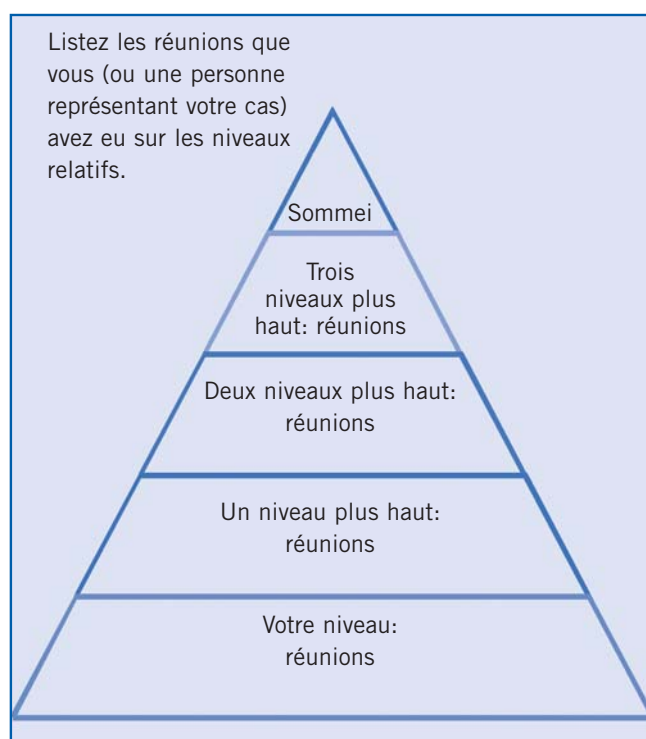 Listez les réunions que
vous (ou une personne
représentant votre cas)
avez eu sur les niveaux
relatifs.
Sommei
Trois
niveaux plus
haut: réunions
Deux niveaux plus haut:
réunions
Un niveau plus haut:
réunions
Votre niveau:
réunions